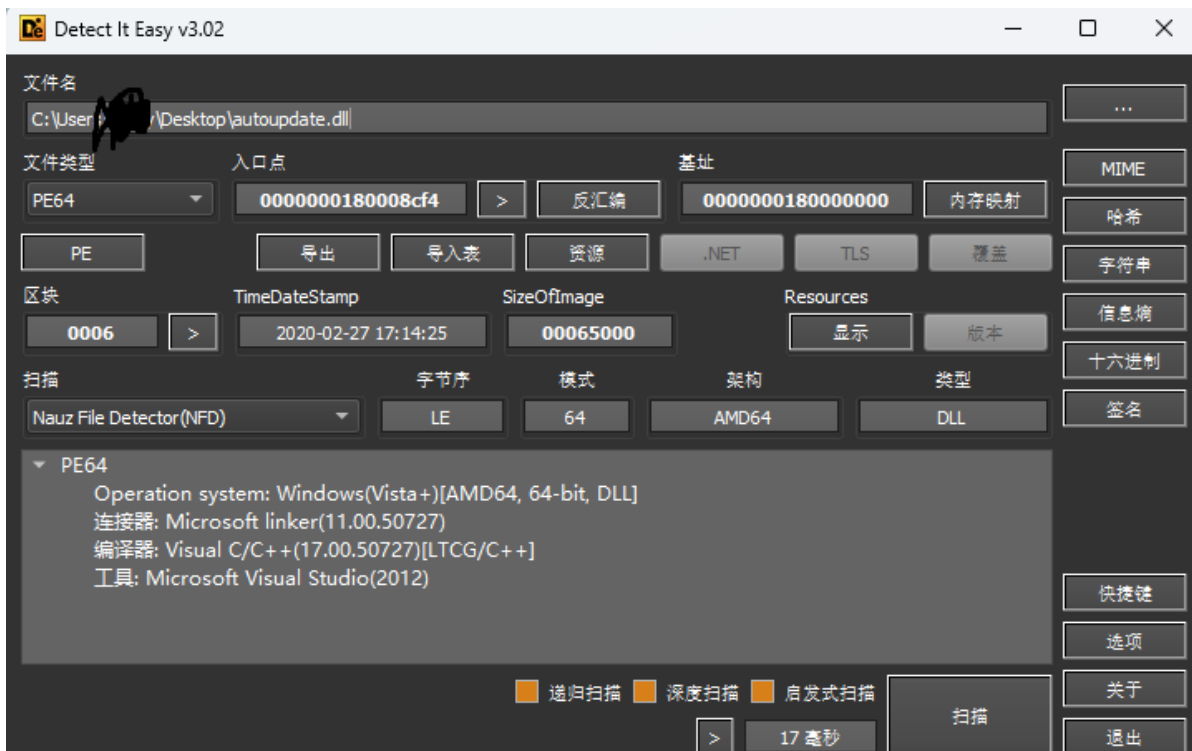 Detect It Easy v3.02
文件名
C:\User y\Desktop\autoupdate.dll
...
文件类型 入口点 基址
PE64 0000000180008cf4 > 反汇编 0000000180000000 内存映射
MIME
哈希
PE 导出 导入表 资源 .NET TLS 覆盖
字符串
区块 TimeDateStamp SizeOfImage Resources
0006 > 2020-02-27 17:14:25 00065000 显示 版本
信息熵
十六进制
扫描 字节序 模式 架构 类型
Nauz File Detector(NFD) LE 64 AMD64 DLL
签名
PE64
Operation system: Windows(Vista+)[AMD64, 64-bit, DLL]
连接器: Microsoft linker(11.00.50727)
编译器: Visual C/C++(17.00.50727)[LTCG/C++]
工具: Microsoft Visual Studio(2012)
快捷键
选项
递归扫描 深度扫描 启发式扫描
扫描
关于
> 17 毫秒
退出